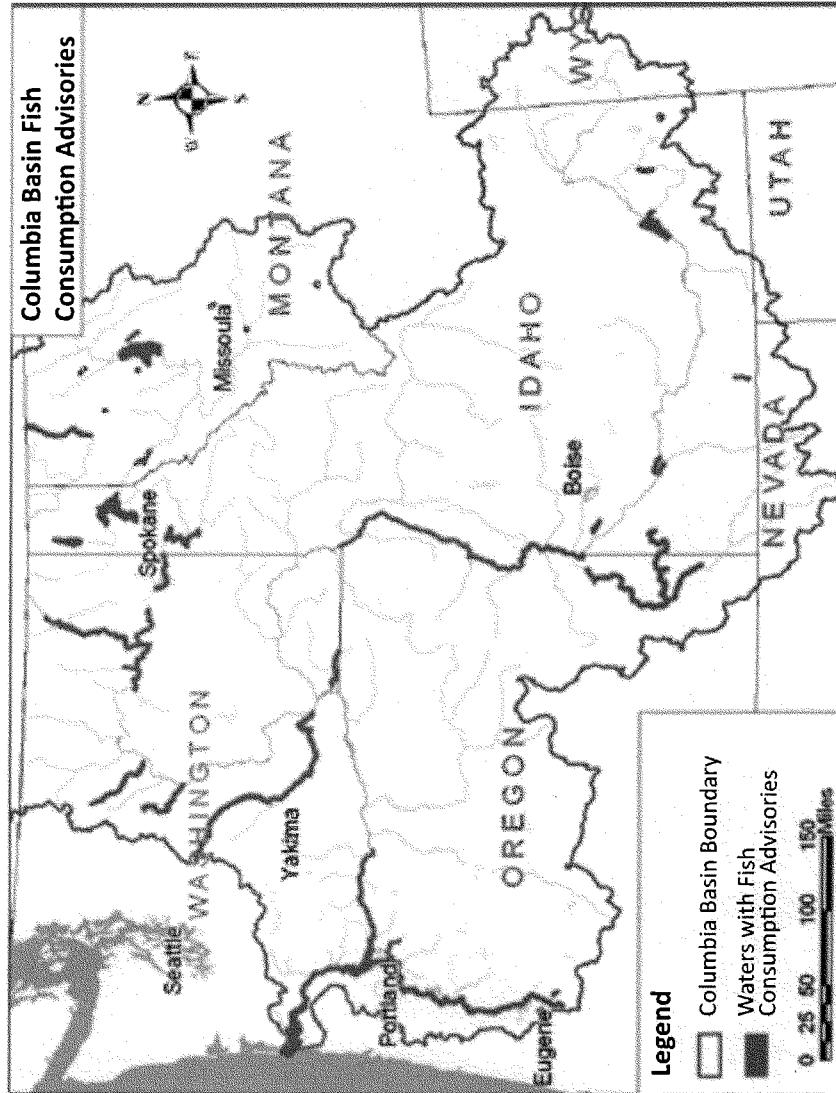 Columbia Basin Fish
Consumption Advisories
N
W
E
S
Seattle
WASHINGTON
Spokane
Yakima
MONTANA
Missoula
Portland
Eugene
OREGON
IDAHO
Boise
WYO
NEVADA
UTAH
Legend
Columbia Basin Boundary
Waters with Fish
Consumption Advisories
0 25 50 100 150
Miles